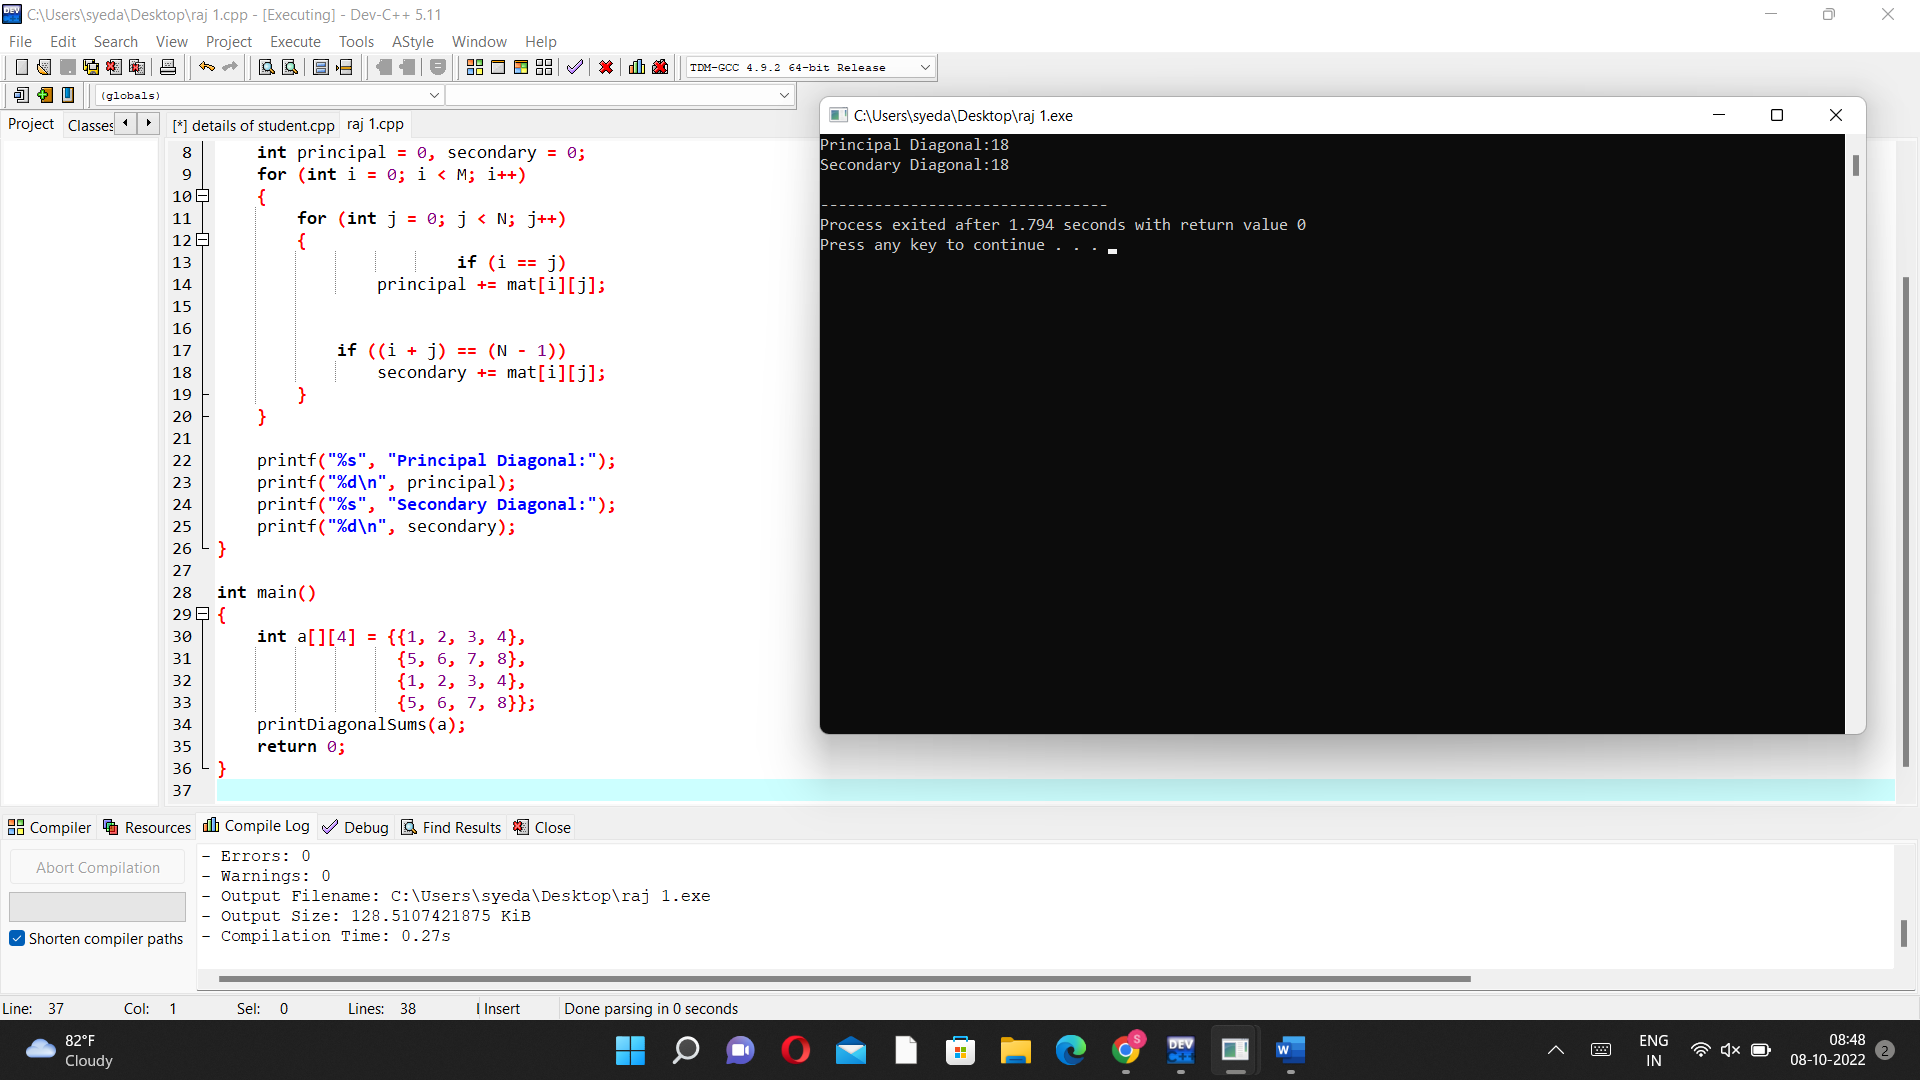 C:\Users\syeda\Desktop\raj 1.cpp - [Executing] - Dev-C++ 5.11
File Edit Search View Project Execute Tools AStyle Window Help
TDM-GCC 4.9.2 64-bit Release
(globals)
Project Classes [*] details of student.cpp raj 1.cpp
8 int principal = 0, secondary = 0;
9 for (int i = 0; i < M; i++)
10 {
11 for (int j = 0; j < N; j++)
12 {
13 if (i == j)
14 principal += mat[i][j];
15
16
17 if ((i + j) == (N - 1))
18 secondary += mat[i][j];
19 }
20 }
21
22 printf("%s", "Principal Diagonal:");
23 printf("%d\n", principal);
24 printf("%s", "Secondary Diagonal:");
25 printf("%d\n", secondary);
26 }
27
28 int main()
29 {
30 int a[][4] = {{1, 2, 3, 4},
31 {5, 6, 7, 8},
32 {1, 2, 3, 4},
33 {5, 6, 7, 8}};
34 printDiagonalSums(a);
35 return 0;
36 }
37
C:\Users\syeda\Desktop\raj 1.exe
Principal Diagonal:18
Secondary Diagonal:18
--------------------------------
Process exited after 1.794 seconds with return value 0
Press any key to continue . . .
Compiler Resources Compile Log Debug Find Results Close
Abort Compilation
Shorten compiler paths
- Errors: 0
- Warnings: 0
- Output Filename: C:\Users\syeda\Desktop\raj 1.exe
- Output Size: 128.5107421875 KiB
- Compilation Time: 0.27s
Line: 37 Col: 1 Sel: 0 Lines: 38 I Insert Done parsing in 0 seconds
82°F
Cloudy
S
DEV
C++
W
ENG
IN
08:48
08-10-2022
2